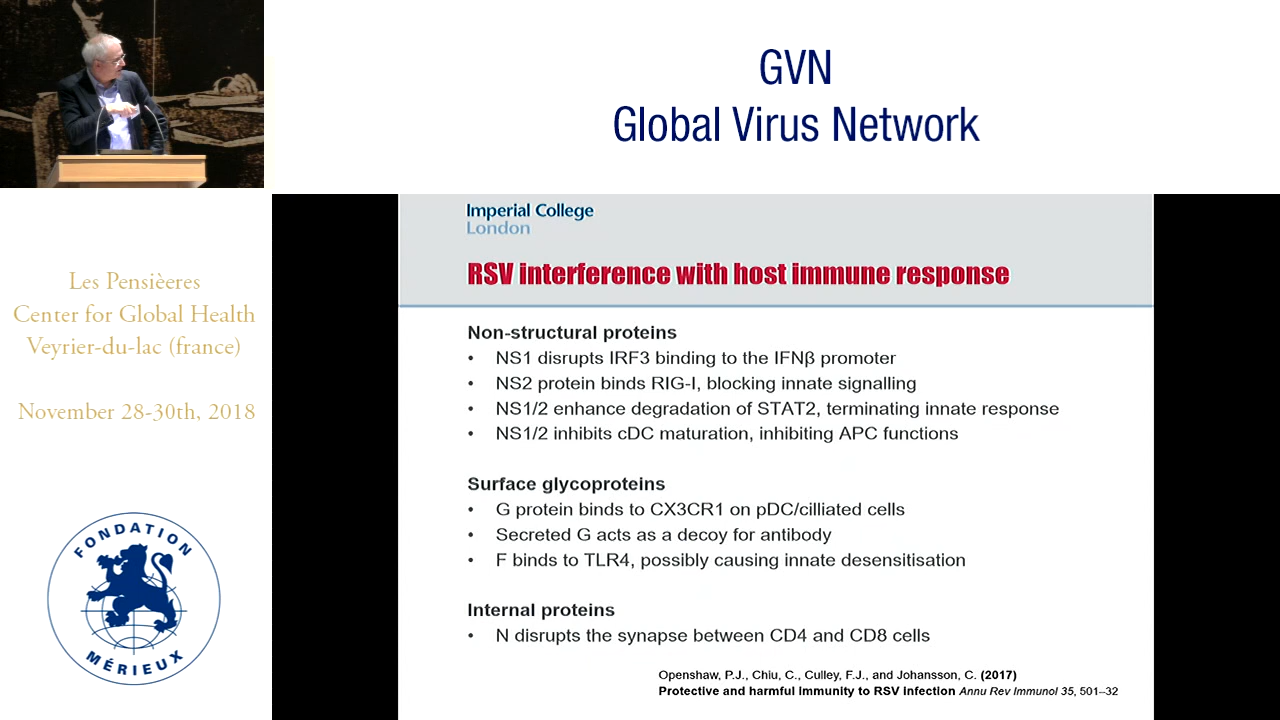 GVN
Global Virus Network
Les Pensièeres
Center for Global Health
Veyrier-du-lac (france)
November 28-30th, 2018
FONDATION
MÉRIEUX
Imperial College
London
RSV interference with host immune response
Non-structural proteins
• NS1 disrupts IRF3 binding to the IFNβ promoter
• NS2 protein binds RIG-I, blocking innate signalling
• NS1/2 enhance degradation of STAT2, terminating innate response
• NS1/2 inhibits cDC maturation, inhibiting APC functions
Surface glycoproteins
• G protein binds to CX3CR1 on pDC/cilliated cells
• Secreted G acts as a decoy for antibody
• F binds to TLR4, possibly causing innate desensitisation
Internal proteins
• N disrupts the synapse between CD4 and CD8 cells
Openshaw, P.J., Chiu, C., Culley, F.J., and Johansson, C. (2017)
Protective and harmful immunity to RSV infection Annu Rev Immunol 35, 501–32